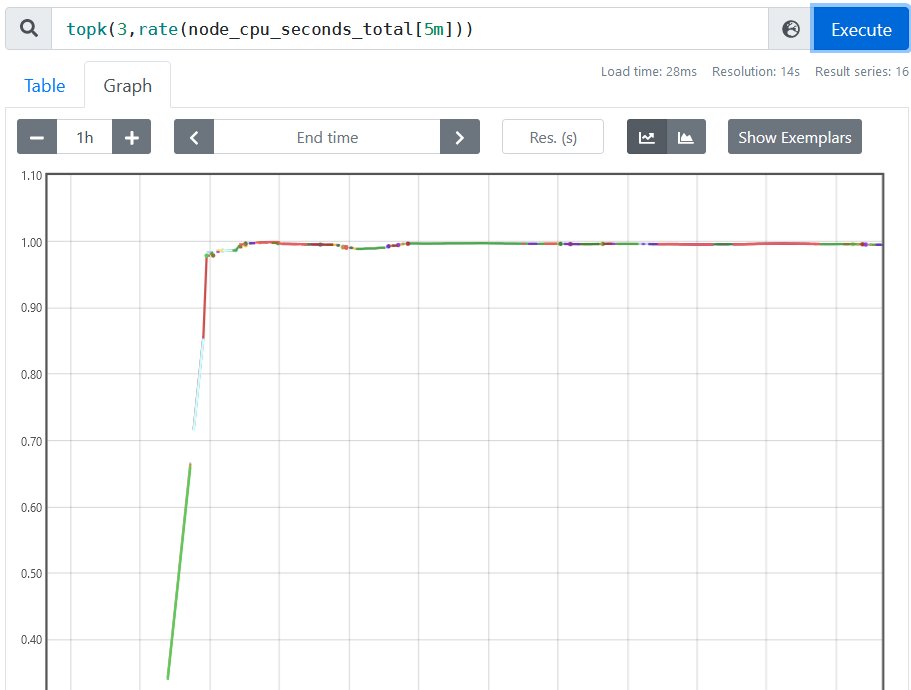 topk(3,rate(node_cpu_seconds_total[5m]))
Execute
Load time: 28ms Resolution: 14s Result series: 16
Table Graph
1h End time Res. (s) Show Exemplars
1.10
1.00
0.90
0.80
0.70
0.60
0.50
0.40